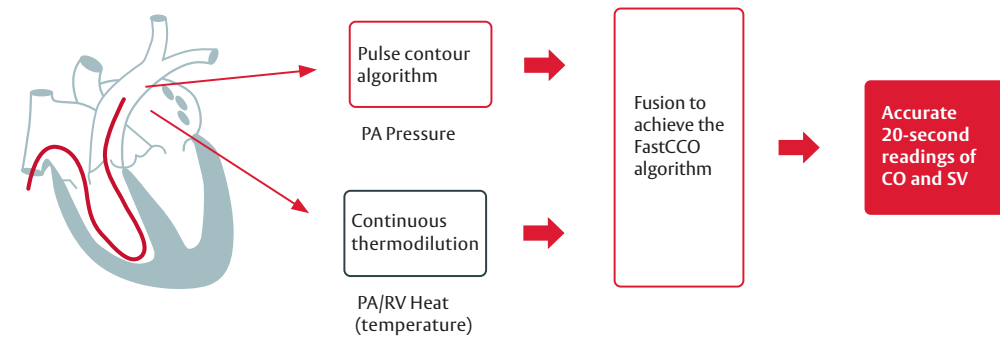 Pulse contour
algorithm
PA Pressure
Continuous
thermodilution
PA/RV Heat
(temperature)
Fusion to
achieve the
FastCCO
algorithm
Accurate
20-second
readings of
CO and SV